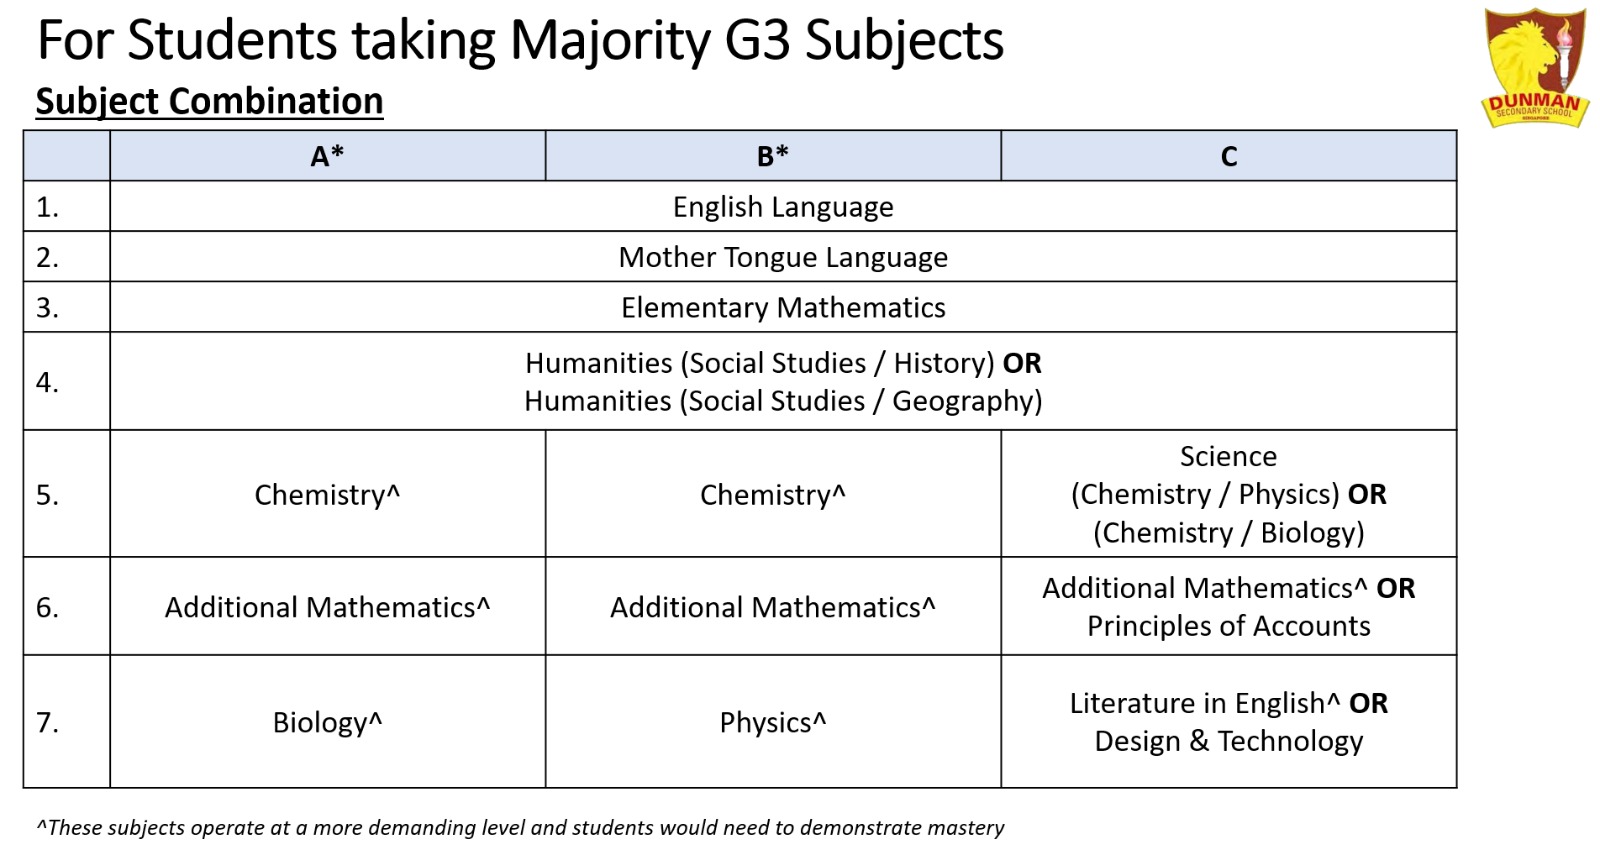 For Students taking Majority G3 Subjects
Subject Combination
DUNMAN
SECONDARY SCHOOL
SINGAPORE
A* B* C
1. English Language
2. Mother Tongue Language
3. Elementary Mathematics
4. Humanities (Social Studies / History) OR
Humanities (Social Studies / Geography)
5. Chemistry^ Chemistry^ Science
(Chemistry / Physics) OR
(Chemistry / Biology)
6. Additional Mathematics^ Additional Mathematics^ Additional Mathematics^ OR
Principles of Accounts
7. Biology^ Physics^ Literature in English^ OR
Design & Technology
^These subjects operate at a more demanding level and students would need to demonstrate mastery